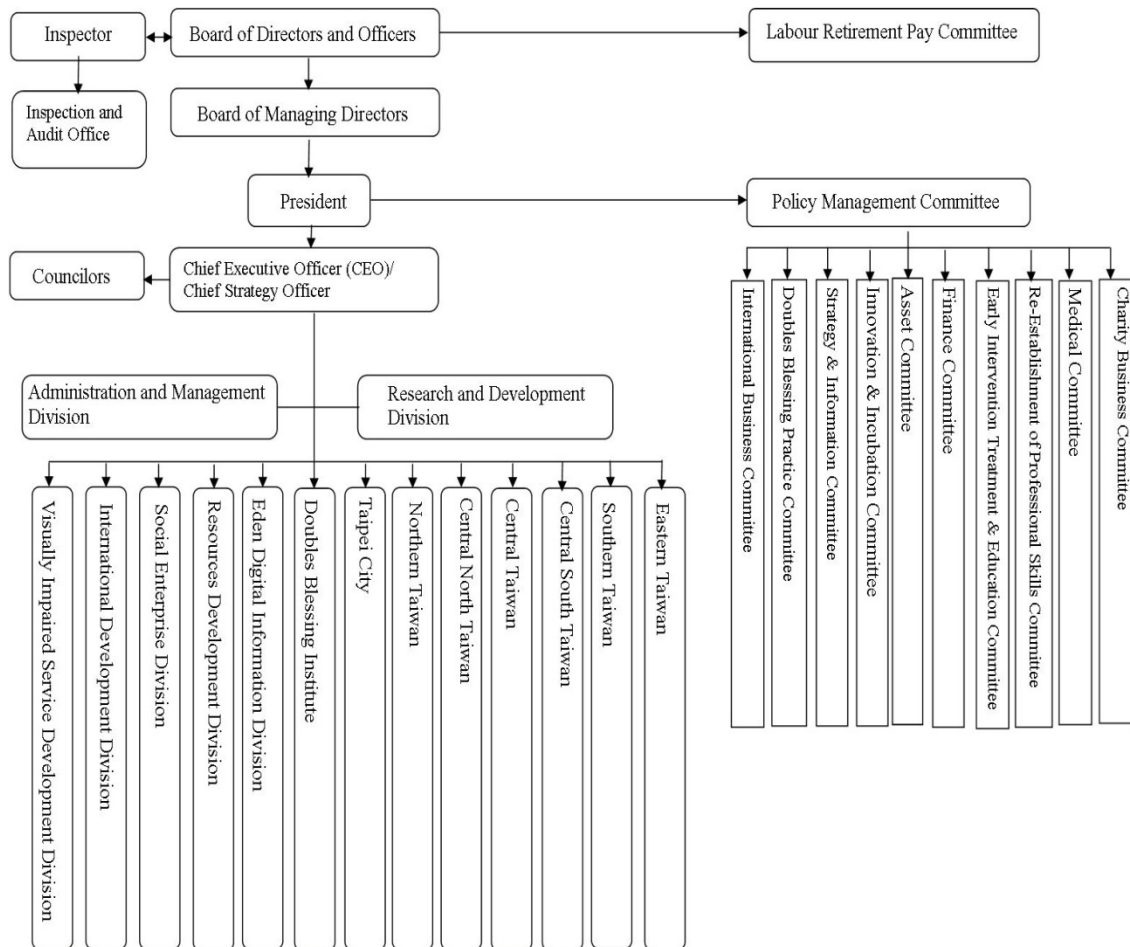 Inspector
Board of Directors and Officers
Labour Retirement Pay Committee
Inspection and
Audit Office
Board of Managing Directors
President
Policy Management Committee
Councilors
Chief Executive Officer (CEO)/
Chief Strategy Officer
International Business Committee
Doubles Blessing Practice Committee
Strategy & Information Committee
Innovation & Incubation Committee
Asset Committee
Finance Committee
Early Intervention Treatment & Education Committee
Re-Establishment of Professional Skills Committee
Medical Committee
Charity Business Committee
Administration and Management
Division
Research and Development
Division
Visually Impaired Service Development Division
International Development Division
Social Enterprise Division
Resources Development Division
Eden Digital Information Division
Doubles Blessing Institute
Taipei City
Northern Taiwan
Central North Taiwan
Central Taiwan
Central South Taiwan
Southern Taiwan
Eastern Taiwan